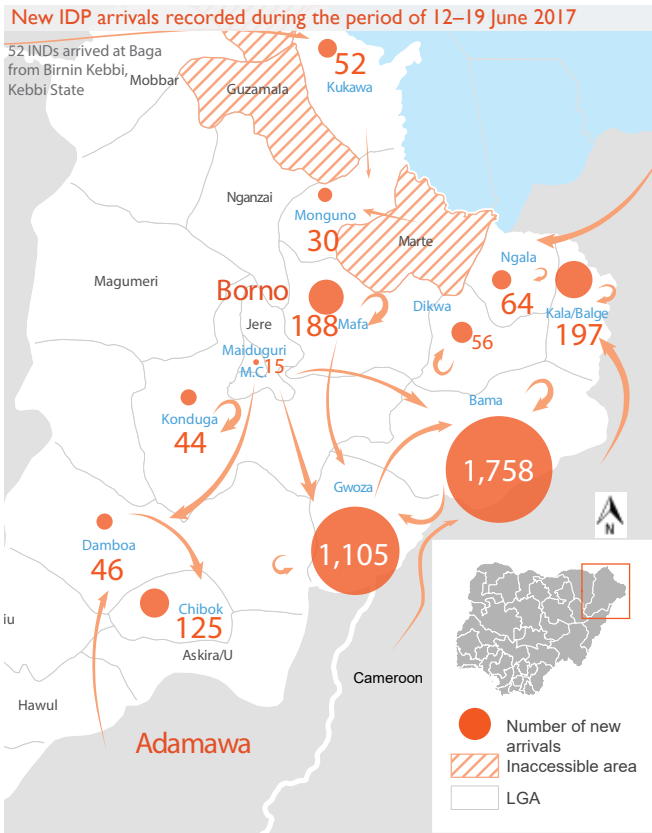 New IDP arrivals recorded during the period of 12–19 June 2017
52 INDs arrived at Baga
from Birnin Kebbi,
Kebbi State
52
Kukawa
Mobbar
Guzamala
Nganzai
Monguno
30
Marte
Magumeri
Borno
Ngala
64
Kala/Balge
197
188
Mafa
Dikwa
56
Jere
Maiduguri
M.C.
15
Konduga
44
Bama
1,758
Gwoza
1,105
N
Damboa
46
Chibok
125
iu
Askira/U
Hawul
Cameroon
Adamawa
Number of new
arrivals
Inaccessible area
LGA